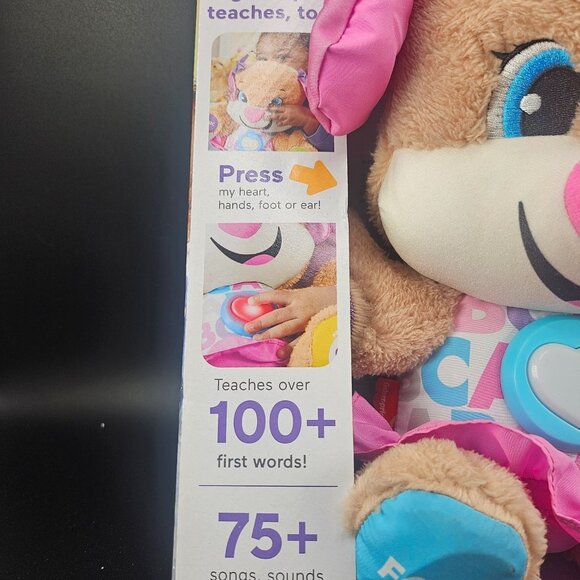 teaches, to
Press
my heart,
hands, foot or ear!
Teaches over
100+
first words!
75+
songs, sounds